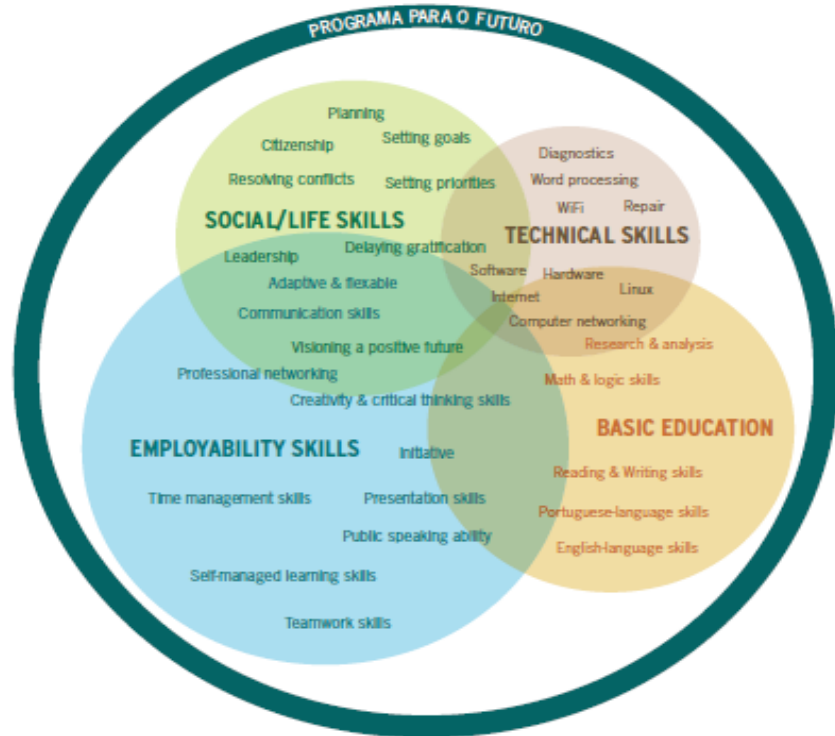 PROGRAMA PARA O FUTURO
Planning
Citizenship
Setting goals
Resolving conflicts
Setting priorities
SOCIAL/LIFE SKILLS
Leadership
Delaying gratification
Adaptive & flexable
Communication skills
Visioning a positive future
Diagnostics
Word processing
WiFi
Repair
TECHNICAL SKILLS
Software
Hardware
Internet
Linux
Computer networking
Research & analysis
Math & logic skills
BASIC EDUCATION
Reading & Writing skills
Portuguese-language skills
English-language skills
Professional networking
Creativity & critical thinking skills
EMPLOYABILITY SKILLS
Initiative
Time management skills
Presentation skills
Public speaking ability
Self-managed learning skills
Teamwork skills